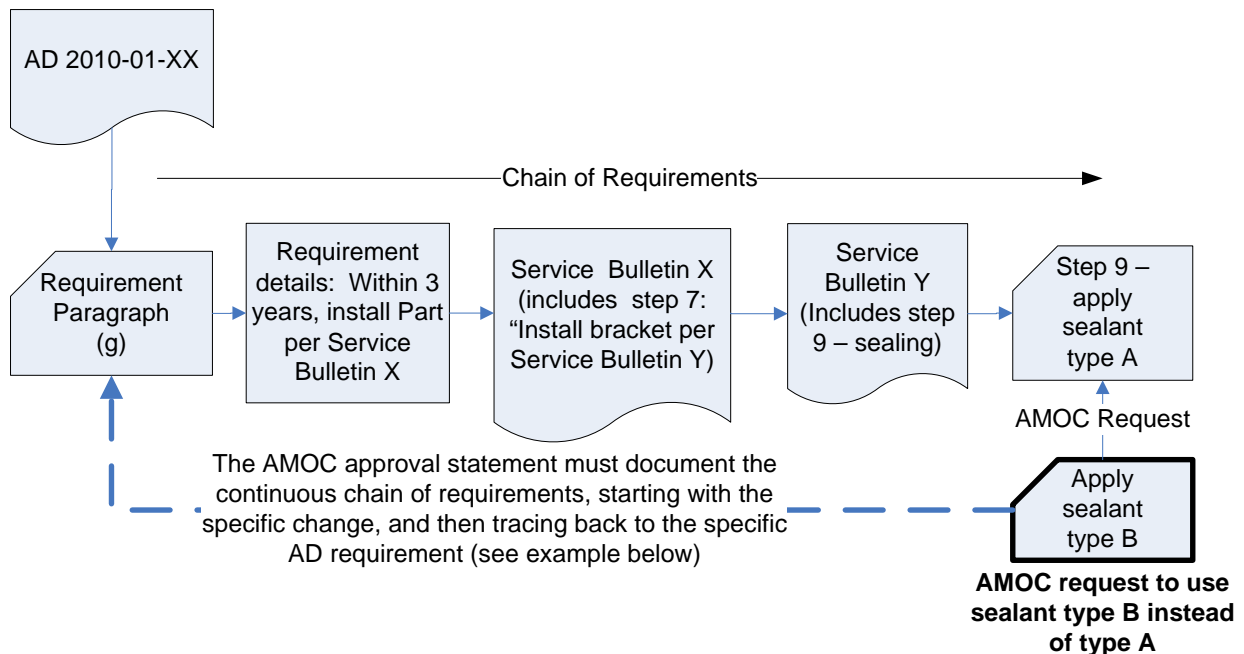 AD 2010-01-XX
Chain of Requirements
Requirement
Paragraph
(g)
Requirement
details:  Within 3
years, install Part
per Service
Bulletin X
Service  Bulletin X
(includes  step 7:
“Install bracket per
Service Bulletin Y)
Service
Bulletin Y
(Includes step
9 – sealing)
Step 9 –
apply
sealant
type A
AMOC Request
The AMOC approval statement must document the
continuous chain of requirements, starting with the
specific change, and then tracing back to the specific
AD requirement (see example below)
Apply
sealant
type B
AMOC request to use
sealant type B instead
of type A